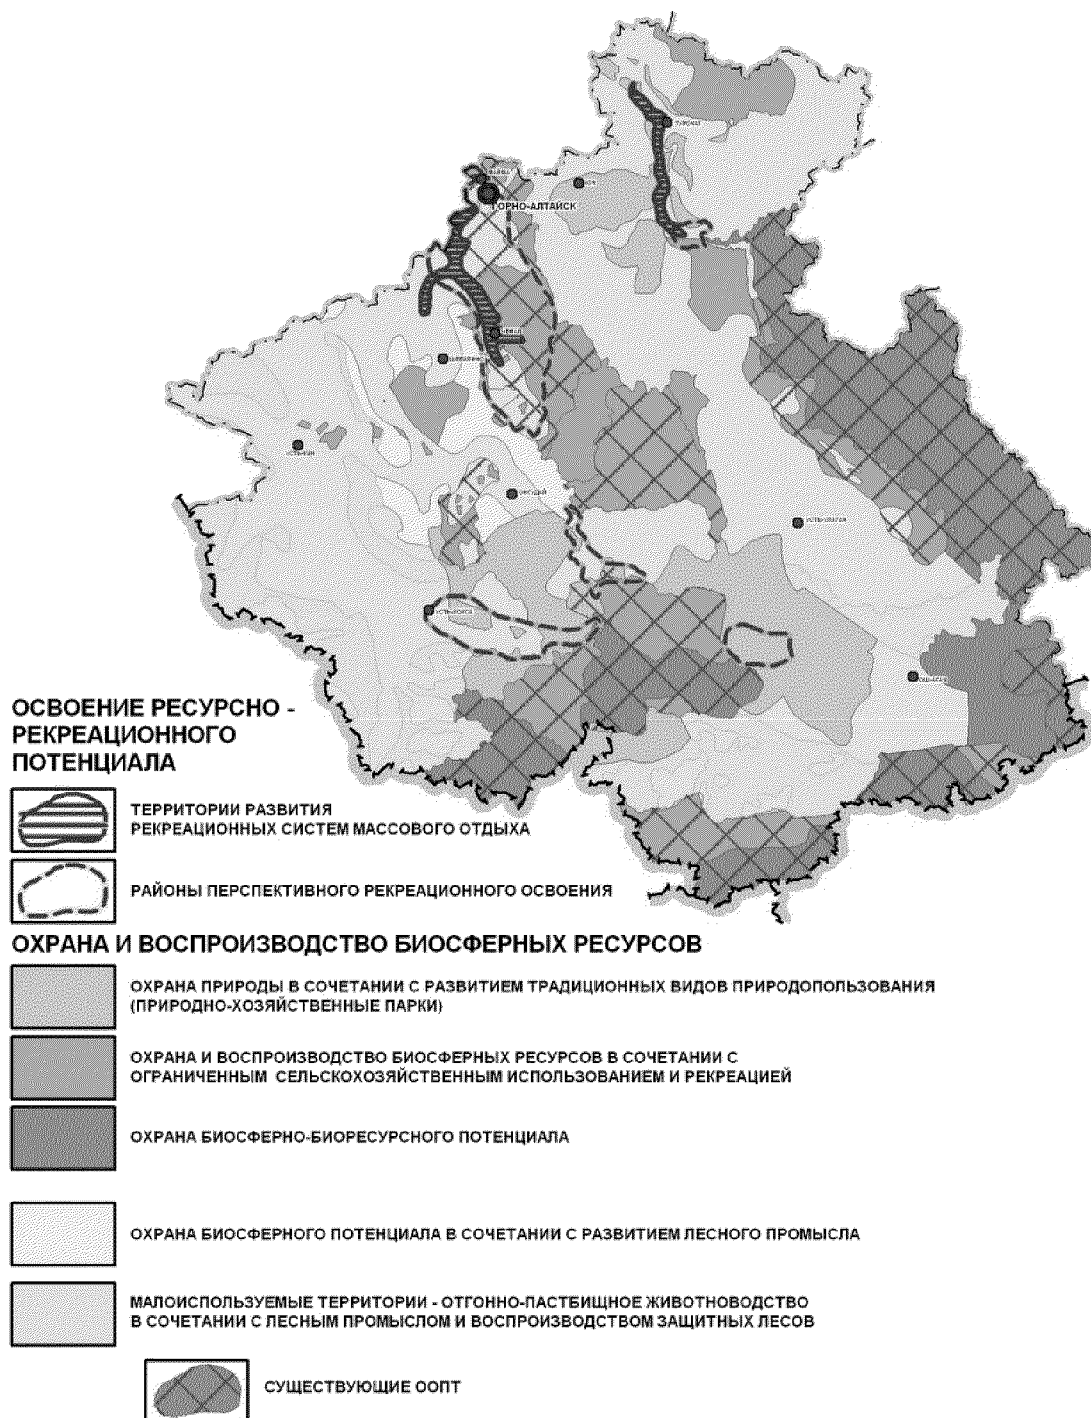 ГОРНО-АЛТАЙСК
ОСВОЕНИЕ РЕСУРСНО -
РЕКРЕАЦИОННОГО
ПОТЕНЦИАЛА
ТЕРРИТОРИИ РАЗВИТИЯ
РЕКРЕАЦИОННЫХ СИСТЕМ МАССОВОГО ОТДЫХА
РАЙОНЫ ПЕРСПЕКТИВНОГО РЕКРЕАЦИОННОГО ОСВОЕНИЯ
ОХРАНА И ВОСПРОИЗВОДСТВО БИОСФЕРНЫХ РЕСУРСОВ
ОХРАНА ПРИРОДЫ В СОЧЕТАНИИ С РАЗВИТИЕМ ТРАДИЦИОННЫХ ВИДОВ ПРИРОДОПОЛЬЗОВАНИЯ
(ПРИРОДНО-ХОЗЯЙСТВЕННЫЕ ПАРКИ)
ОХРАНА И ВОСПРОИЗВОДСТВО БИОСФЕРНЫХ РЕСУРСОВ В СОЧЕТАНИИ С
ОГРАНИЧЕННЫМ СЕЛЬСКОХОЗЯЙСТВЕННЫМ ИСПОЛЬЗОВАНИЕМ И РЕКРЕАЦИЕЙ
ОХРАНА БИОСФЕРНО-БИОРЕСУРСНОГО ПОТЕНЦИАЛА
ОХРАНА БИОСФЕРНОГО ПОТЕНЦИАЛА В СОЧЕТАНИИ С РАЗВИТИЕМ ЛЕСНОГО ПРОМЫСЛА
МАЛОИСПОЛЬЗУЕМЫЕ ТЕРРИТОРИИ - ОТГОННО-ПАСТБИЩНОЕ ЖИВОТНОВОДСТВО
В СОЧЕТАНИИ С ЛЕСНЫМ ПРОМЫСЛОМ И ВОСПРОИЗВОДСТВОМ ЗАЩИТНЫХ ЛЕСОВ
СУЩЕСТВУЮЩИЕ ООПТ